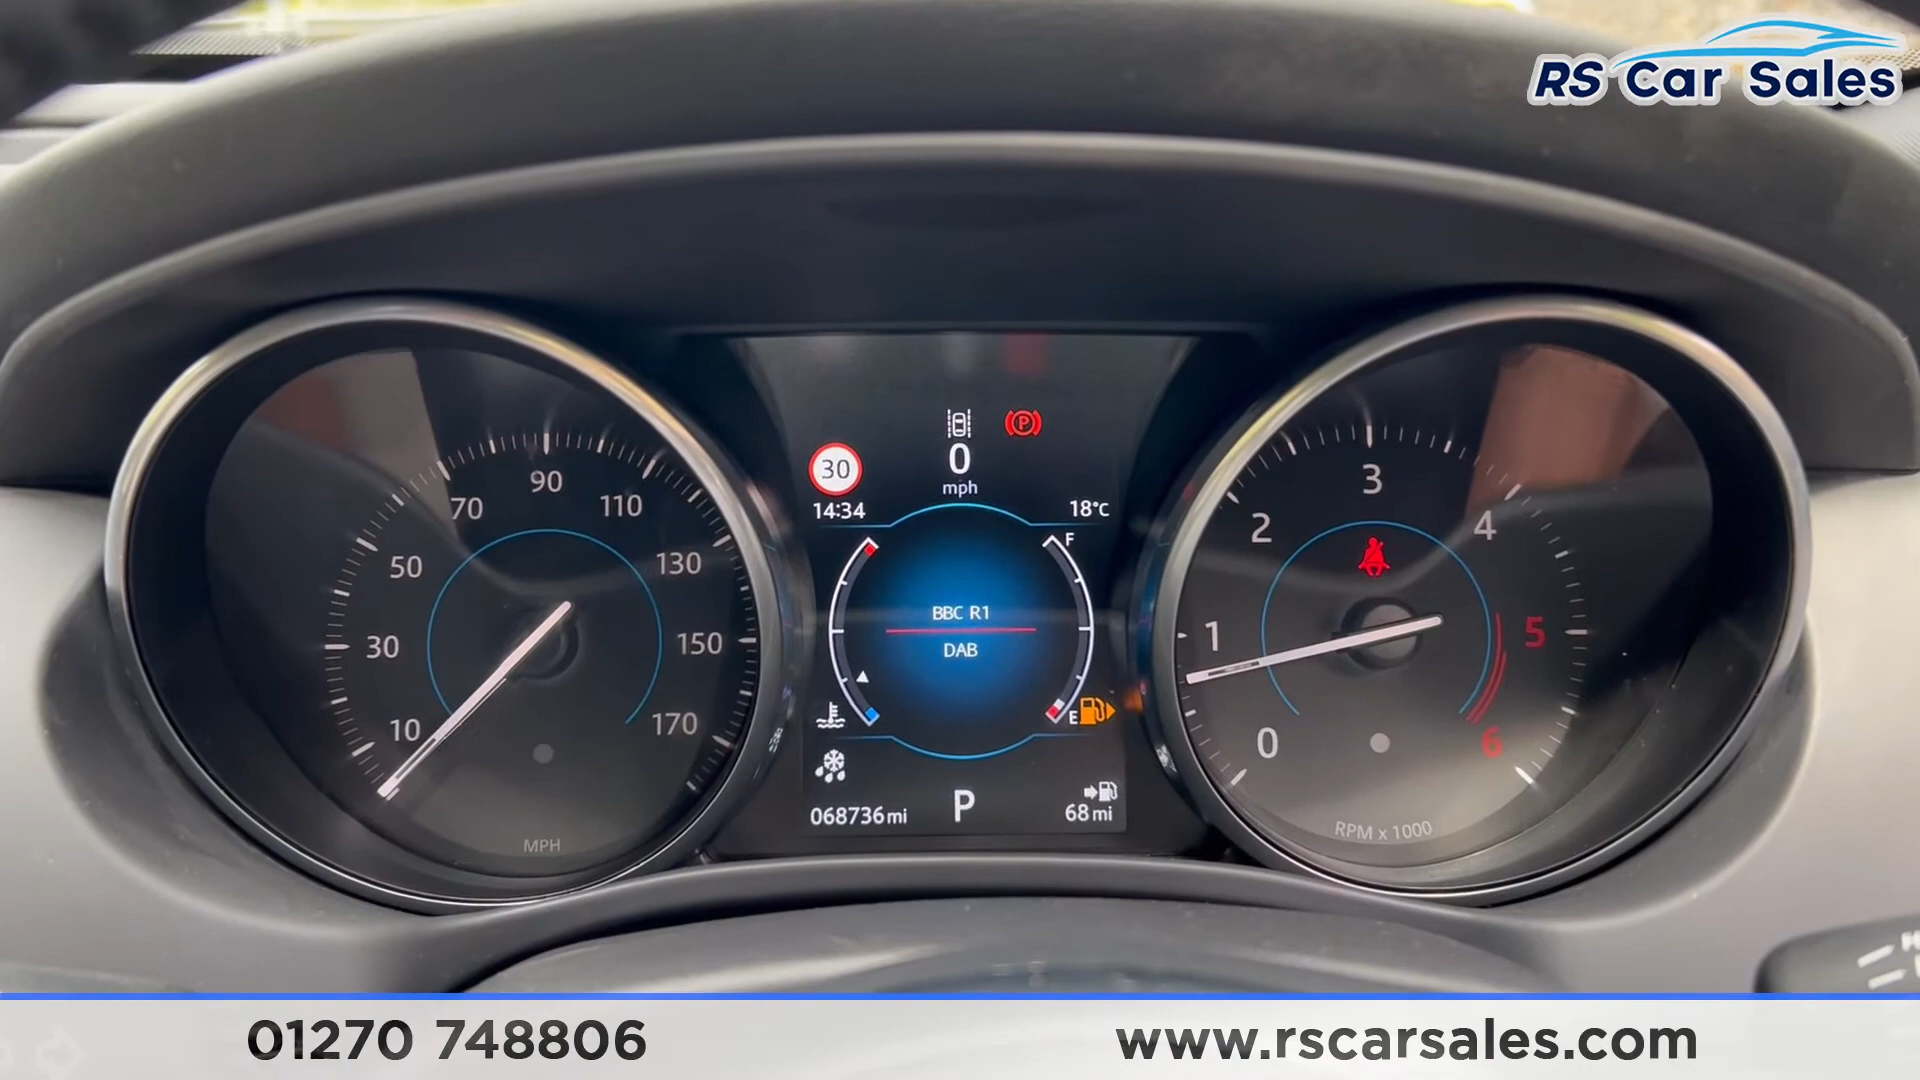 RS Car Sales
10
30
50
70
90
110
130
150
170
MPH
30
0
mph
14:34
18°C
F
BBC R1
DAB
E
068736mi
P
68 mi
0
1
2
3
4
5
6
RPM x 1000
P
01270 748806
www.rscarsales.com